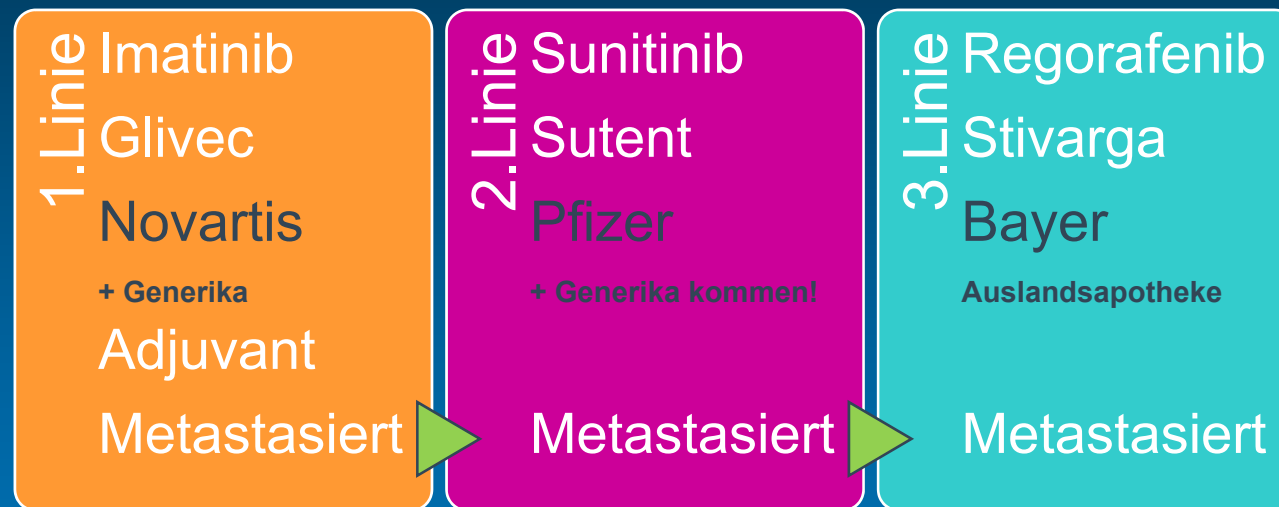 1.Linie
Imatinib
Glivec
Novartis
+ Generika
Adjuvant
Metastasiert
2.Linie
Sunitinib
Sutent
Pfizer
+ Generika kommen!
Metastasiert
3.Linie
Regorafenib
Stivarga
Bayer
Auslandsapotheke
Metastasiert